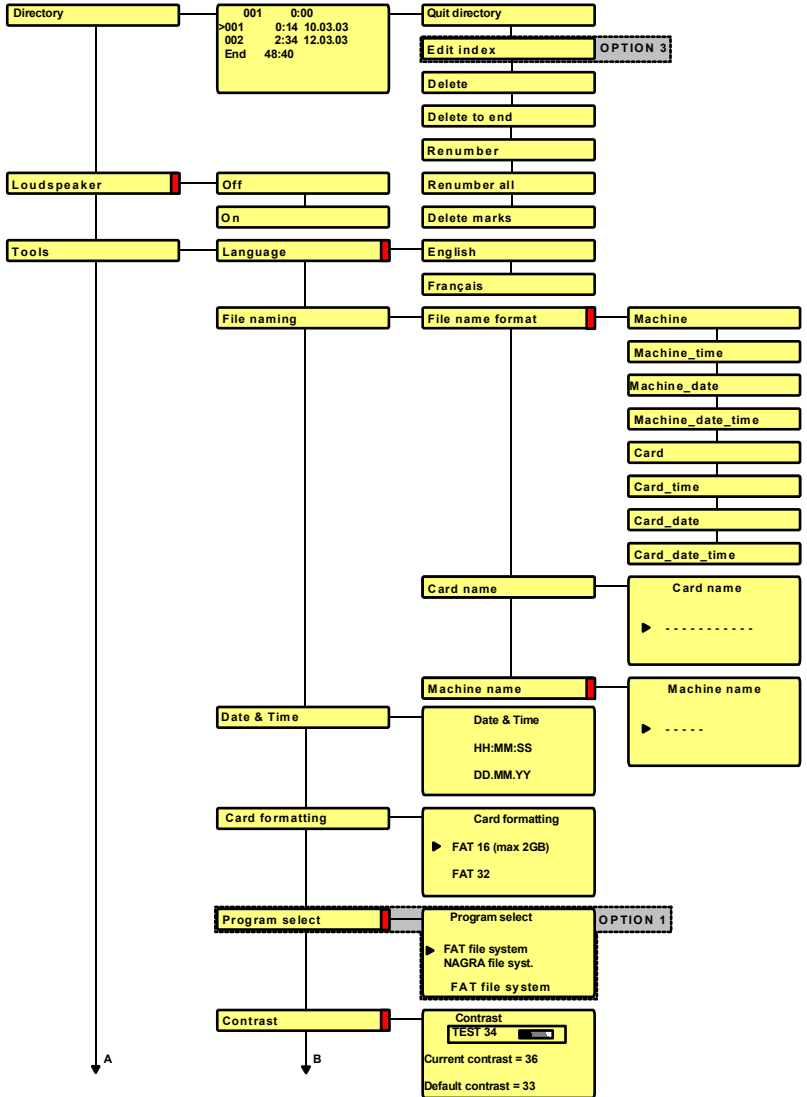 Directory
001 0:00
>001 0:14 10.03.03
002 2:34 12.03.03
End 48:40
Quit directory
Edit index
OPTION 3
Delete
Delete to end
Renumber
Renumber all
Delete marks
Loudspeaker
Off
On
Tools
Language
English
Français
File naming
File name format
Machine
Machine_time
Machine_date
Machine_date_time
Card
Card_time
Card_date
Card_date_time
Card name
Card name
- - - - - - - - - - -
Machine name
Machine name
- - - - -
Date & Time
Date & Time
HH:MM:SS
DD.MM.YY
Card formatting
Card formatting
FAT 16 (max 2GB)
FAT 32
Program select
Program select
OPTION 1
FAT file system
NAGRA file syst.
FAT file system
Contrast
Contrast
TEST 34
Current contrast = 36
Default contrast = 33
A
B